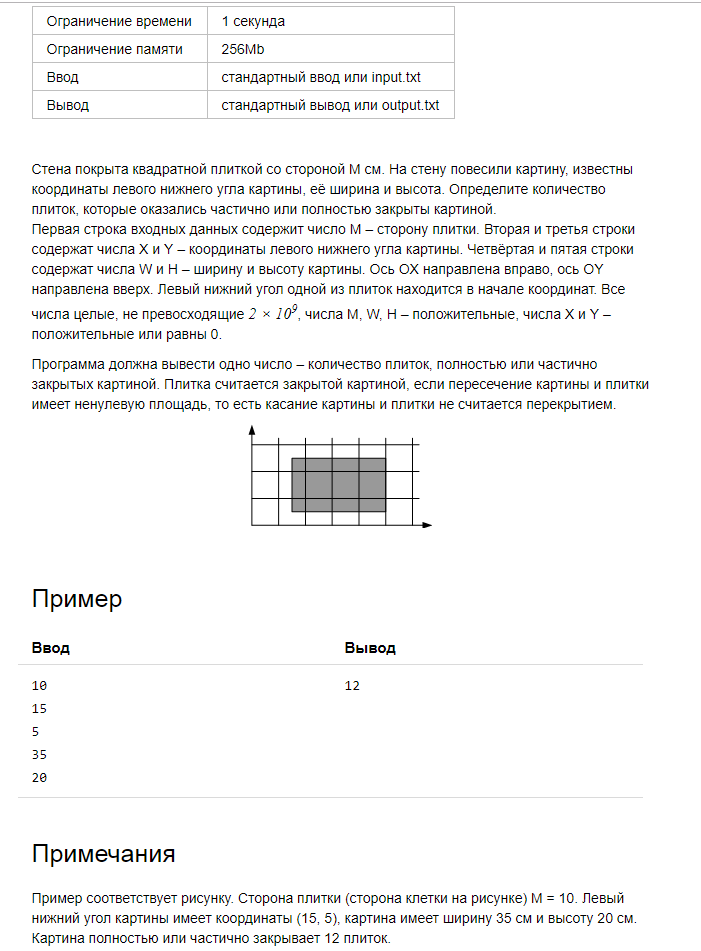 Ограничение времени 1 секунда
Ограничение памяти 256Mb
Ввод стандартный ввод или input.txt
Вывод стандартный вывод или output.txt
Стена покрыта квадратной плиткой со стороной M см. На стену повесили картину, известны
координаты левого нижнего угла картины, её ширина и высота. Определите количество
плиток, которые оказались частично или полностью закрыты картиной.
Первая строка входных данных содержит число M – сторону плитки. Вторая и третья строки
содержат числа X и Y – координаты левого нижнего угла картины. Четвёртая и пятая строки
содержат числа W и H – ширину и высоту картины. Ось OX направлена вправо, ось OY
направлена вверх. Левый нижний угол одной из плиток находится в начале координат. Все
числа целые, не превосходящие 2 × 10⁹, числа M, W, H – положительные, числа X и Y –
положительные или равны 0.
Программа должна вывести одно число – количество плиток, полностью или частично
закрытых картиной. Плитка считается закрытой картиной, если пересечение картины и плитки
имеет ненулевую площадь, то есть касание картины и плитки не считается перекрытием.
Пример
Ввод Вывод
10 12
15
5
35
20
Примечания
Пример соответствует рисунку. Сторона плитки (сторона клетки на рисунке) M = 10. Левый
нижний угол картины имеет координаты (15, 5), картина имеет ширину 35 см и высоту 20 см.
Картина полностью или частично закрывает 12 плиток.